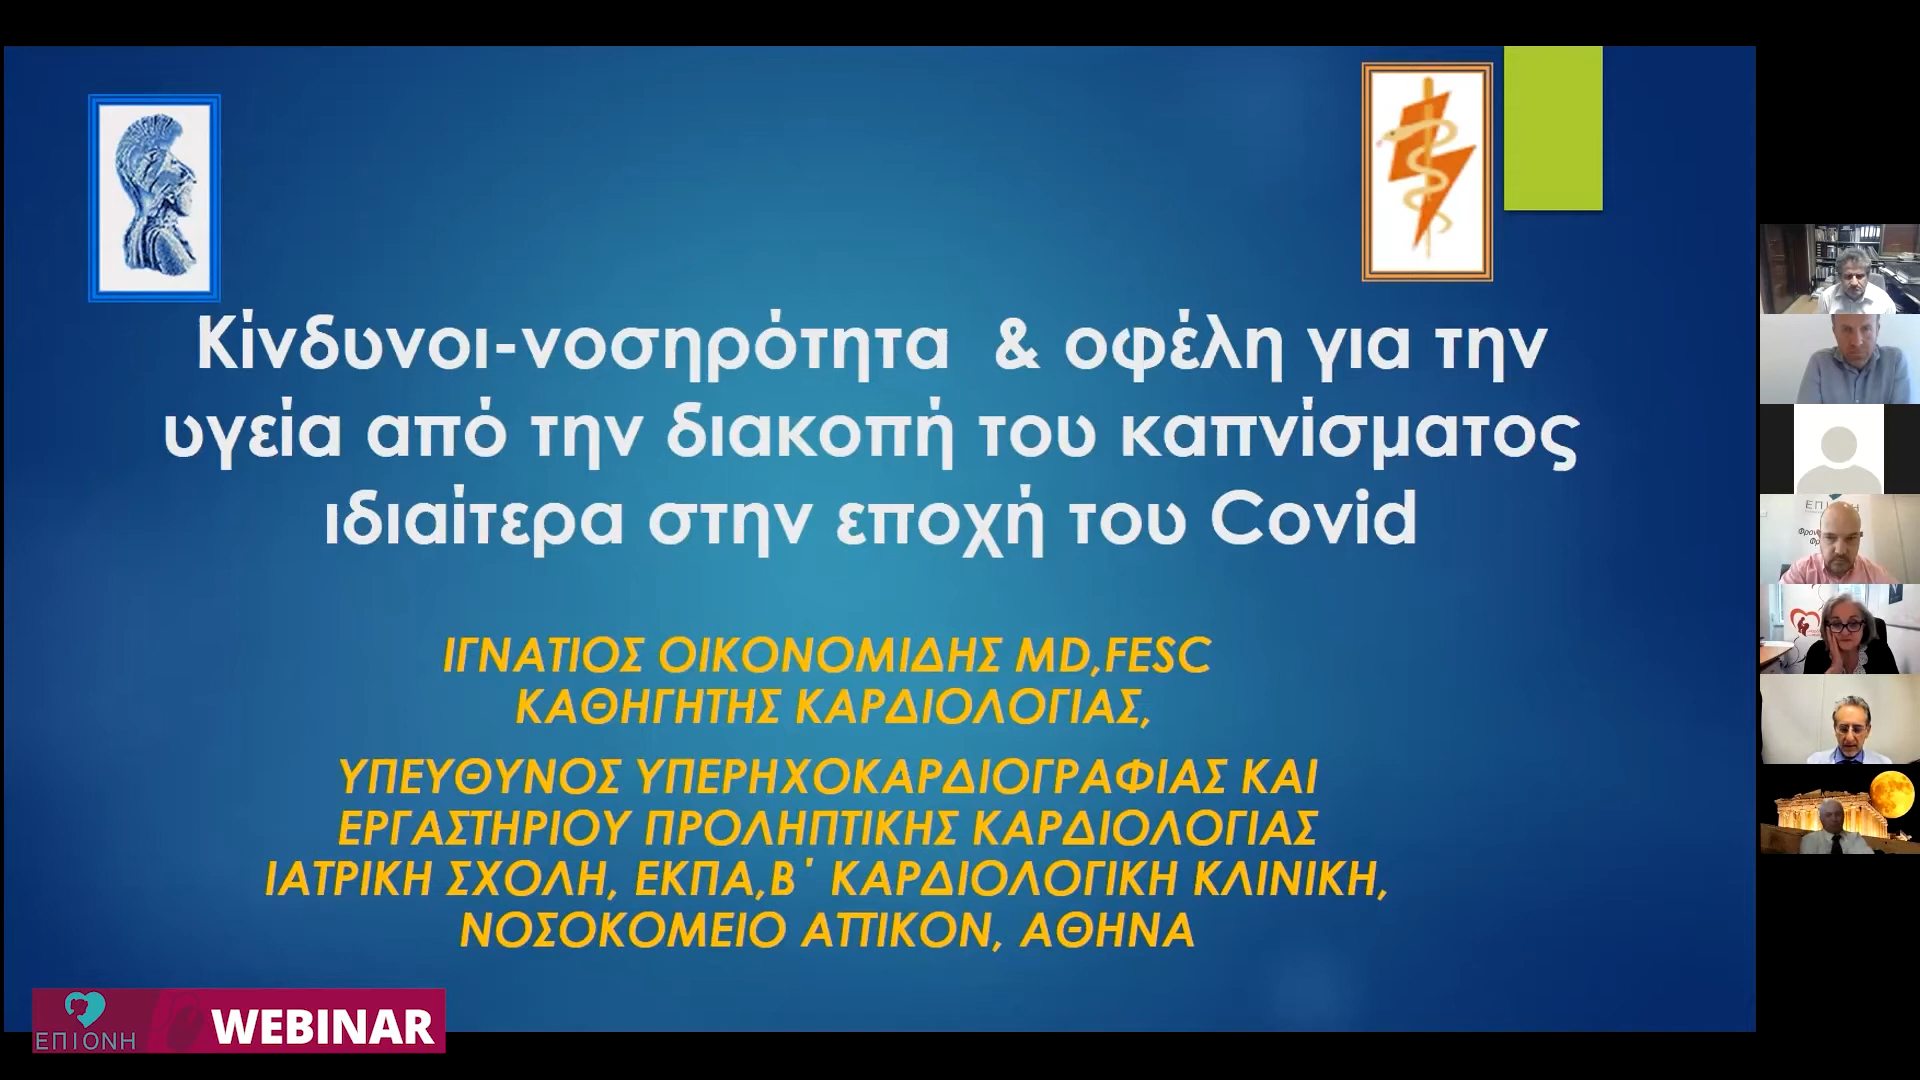 Κίνδυνοι-νοσηρότητα & οφέλη για την
υγεία από την διακοπή του καπνίσματος
ιδιαίτερα στην εποχή του Covid
ΙΓΝΑΤΙΟΣ ΟΙΚΟΝΟΜΙΔΗΣ MD,FESC
ΚΑΘΗΓΗΤΗΣ ΚΑΡΔΙΟΛΟΓΙΑΣ,
ΥΠΕΥΘΥΝΟΣ ΥΠΕΡΗΧΟΚΑΡΔΙΟΓΡΑΦΙΑΣ ΚΑΙ
ΕΡΓΑΣΤΗΡΙΟΥ ΠΡΟΛΗΠΤΙΚΗΣ ΚΑΡΔΙΟΛΟΓΙΑΣ
ΙΑΤΡΙΚΗ ΣΧΟΛΗ, ΕΚΠΑ,Β΄ ΚΑΡΔΙΟΛΟΓΙΚΗ ΚΛΙΝΙΚΗ,
ΝΟΣΟΚΟΜΕΙΟ ΑΤΤΙΚΟΝ, ΑΘΗΝΑ
ΕΠΙΟΝΗ
WEBINAR